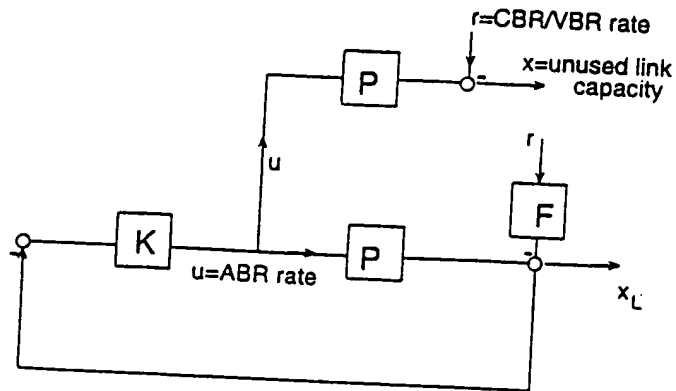 r=CBR/VBR rate
P
x=unused link
capacity
r
u
F
K
P
u=ABR rate
x_L